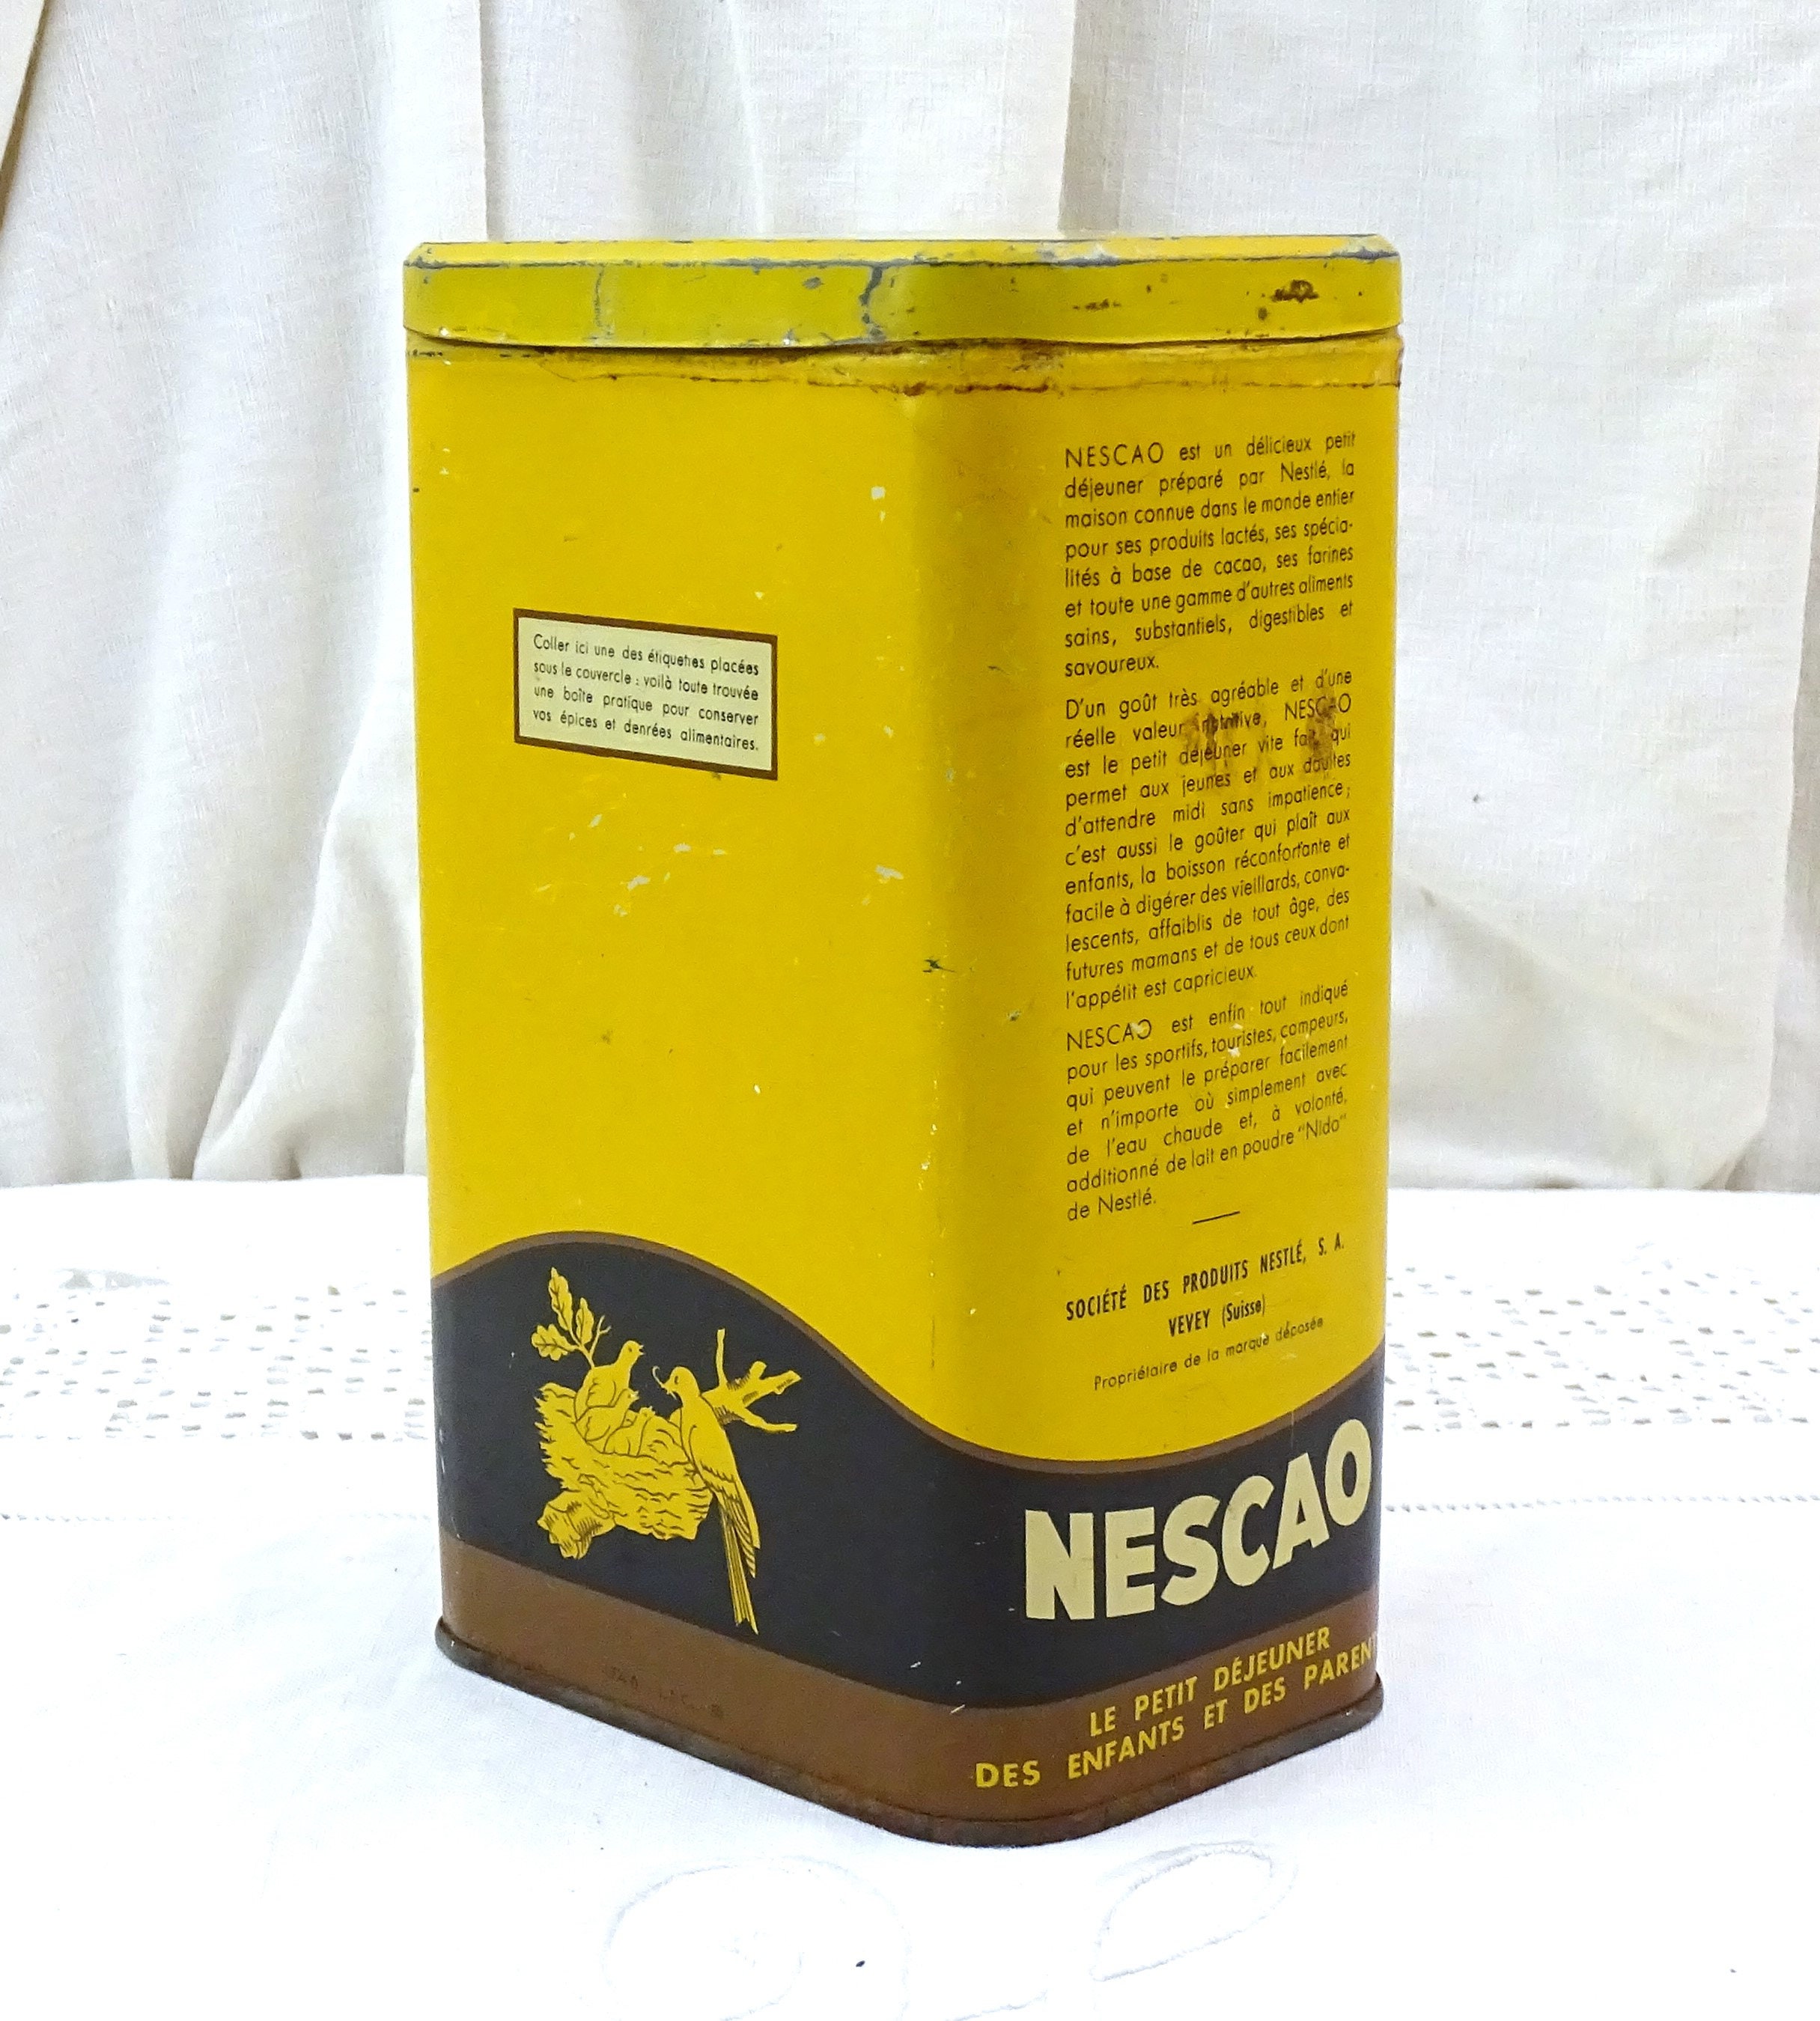 Coller ici une des étiquettes placées
sous le couvercle : voilà toute trouvée
une boîte pratique pour conserver
vos épices et denrées alimentaires.
NESCAO est un délicieux petit
déjeuner préparé par Nestlé, la
maison connue dans le monde entier
pour ses produits lactés, ses spécia-
lités à base de cacao, ses farines
et toute une gamme d'autres aliments
sains, substantiels, digestibles et
savoureux.
D'un goût très agréable et d'une
réelle valeur nutritive, NESCAO
est le petit déjeuner vite fait qui
permet aux jeunes et aux adultes
d'attendre midi sans impatience;
c'est aussi le goûter qui plaît aux
enfants, la boisson réconfortante et
facile à digérer des vieillards, conva-
lescents, affaiblis de tout âge, des
futures mamans et de tous ceux dont
l'appétit est capricieux.
NESCAO est enfin tout indiqué
pour les sportifs, touristes, campeurs,
qui peuvent le préparer facilement
et n'importe où simplement avec
de l'eau chaude et, à volonté,
additionné de lait en poudre "Nido"
de Nestlé.
SOCIÉTÉ DES PRODUITS NESTLÉ, S. A.
VEVEY (Suisse)
Propriétaire de la marque déposée
NESCAO
LE PETIT DÉJEUNER
DES ENFANTS ET DES PAREN